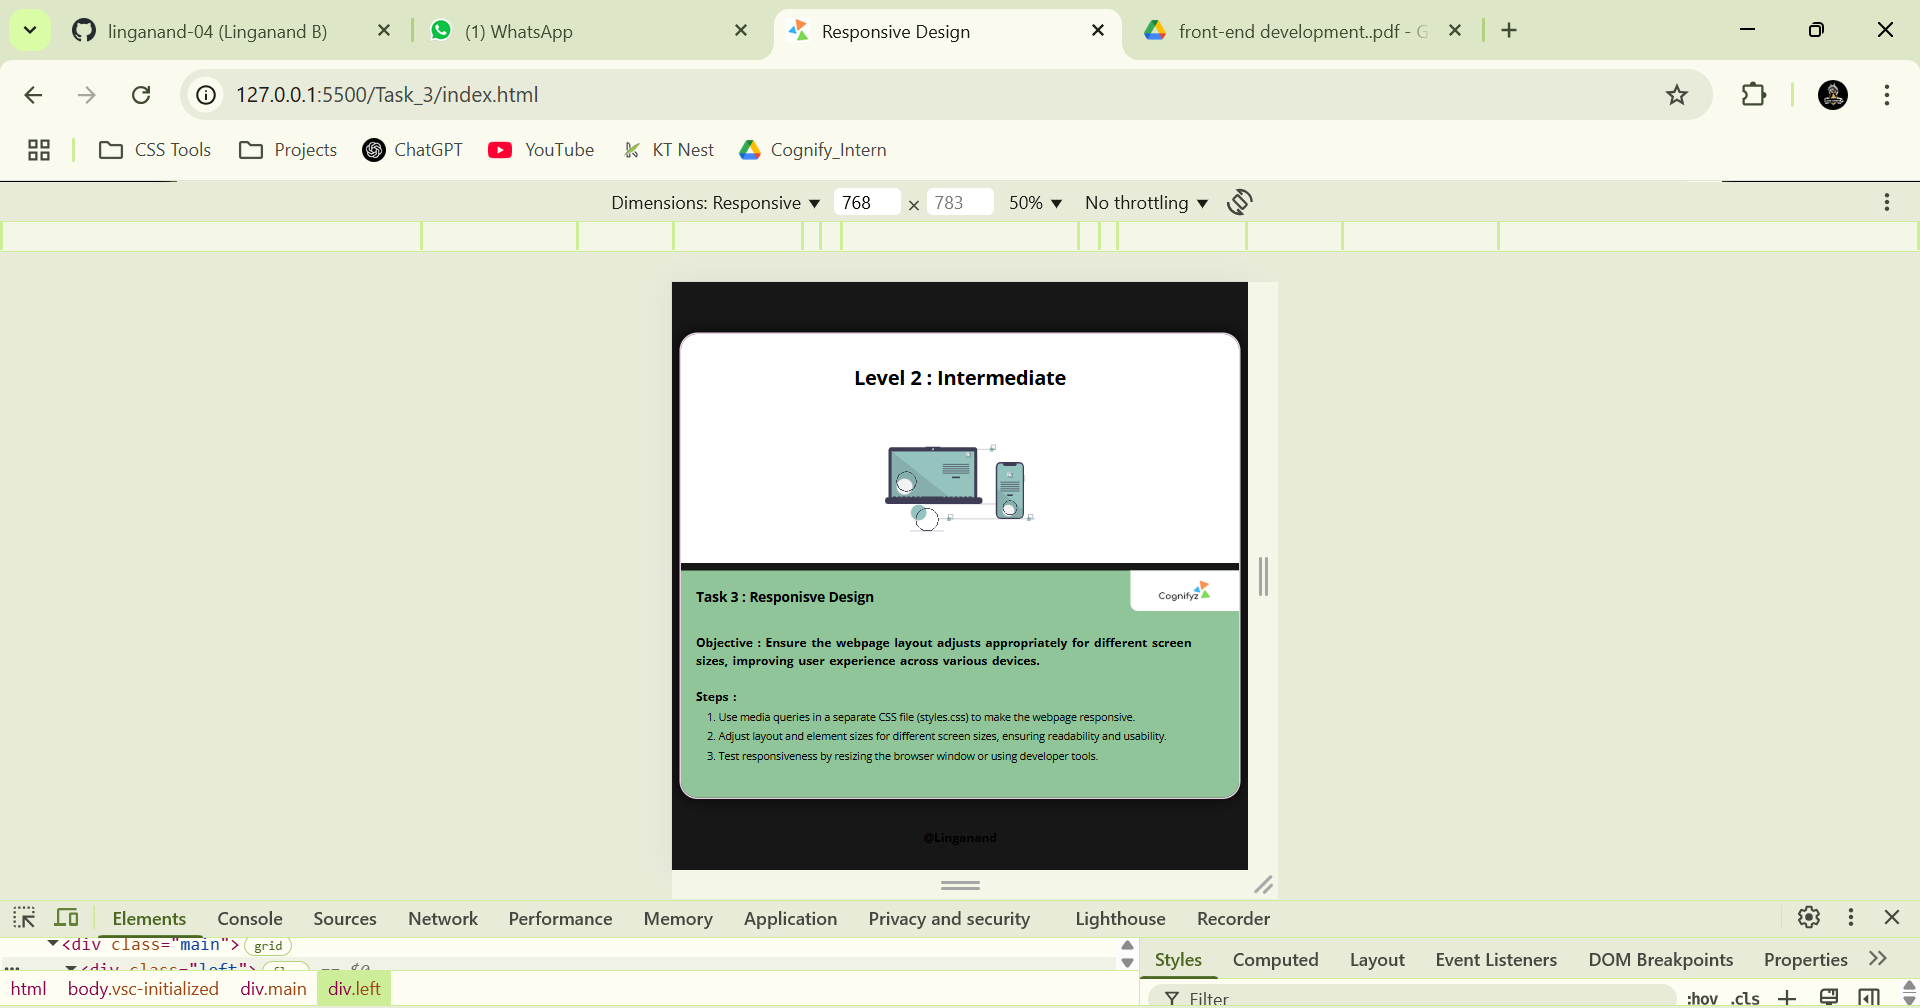 linganand-04 (Linganand B)
(1) WhatsApp
Responsive Design
front-end development..pdf - G
127.0.0.1:5500/Task_3/index.html
CSS Tools
Projects
ChatGPT
YouTube
KT Nest
Cognify_Intern
Dimensions: Responsive ▼ 768 × 783 50% ▼ No throttling ▼
Level 2 : Intermediate
Task 3 : Responisve Design
Cognifyz
Objective : Ensure the webpage layout adjusts appropriately for different screen
sizes, improving user experience across various devices.
Steps :
1. Use media queries in a separate CSS file (styles.css) to make the webpage responsive.
2. Adjust layout and element sizes for different screen sizes, ensuring readability and usability.
3. Test responsiveness by resizing the browser window or using developer tools.
@Linganand
Elements Console Sources Network Performance Memory Application Privacy and security Lighthouse Recorder
<div class="main"> grid
<div class="left"> == $0
html body.vsc-initialized div.main div.left
Styles Computed Layout Event Listeners DOM Breakpoints Properties
Filter :hov .cls